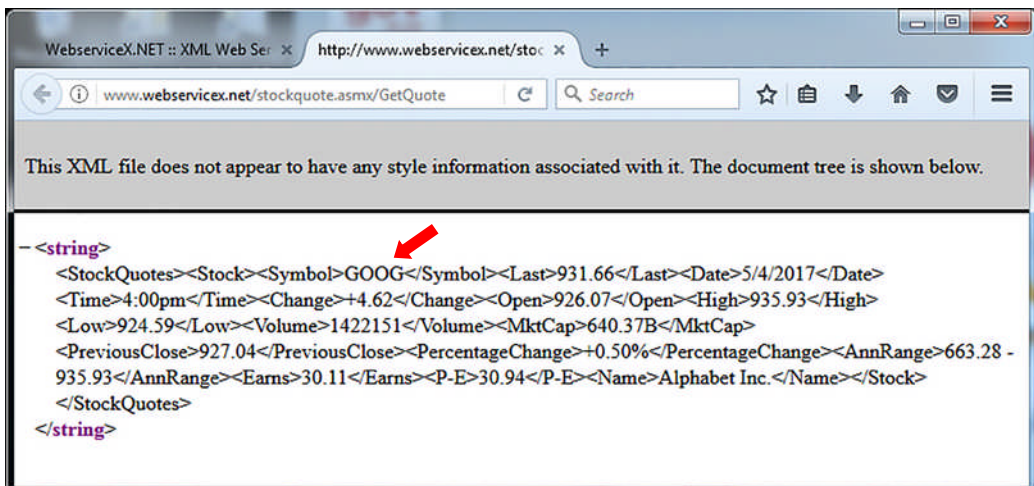 WebserviceX.NET :: XML Web Ser
http://www.webservicex.net/stoc
www.webservicex.net/stockquote.asmx/GetQuote
Search
This XML file does not appear to have any style information associated with it. The document tree is shown below.
<string>
<StockQuotes><Stock><Symbol>GOOG</Symbol><Last>931.66</Last><Date>5/4/2017</Date>
<Time>4:00pm</Time><Change>+4.62</Change><Open>926.07</Open><High>935.93</High>
<Low>924.59</Low><Volume>1422151</Volume><MktCap>640.37B</MktCap>
<PreviousClose>927.04</PreviousClose><PercentageChange>+0.50%</PercentageChange><AnnRange>663.28 -
935.93</AnnRange><Earns>30.11</Earns><P-E>30.94</P-E><Name>Alphabet Inc.</Name></Stock>
</StockQuotes>
</string>